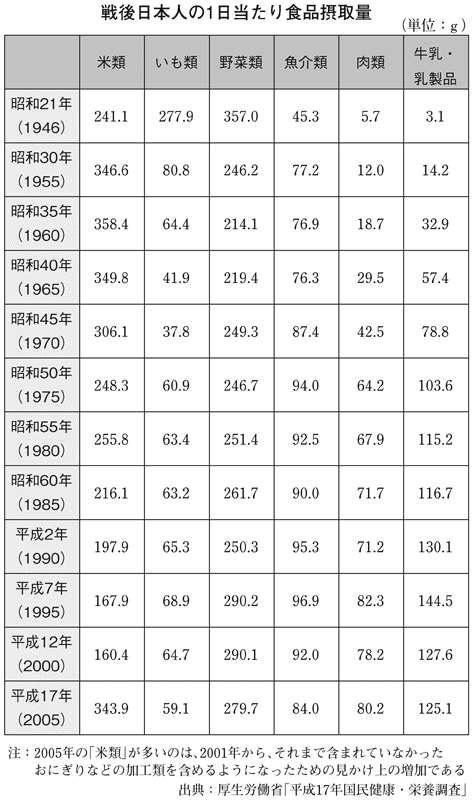 戦後日本人の1日当たり食品摂取量
(単位：g)
米類 いも類 野菜類 魚介類 肉類 牛乳・乳製品
昭和21年(1946) 241.1 277.9 357.0 45.3 5.7 3.1
昭和30年(1955) 346.6 80.8 246.2 77.2 12.0 14.2
昭和35年(1960) 358.4 64.4 214.1 76.9 18.7 32.9
昭和40年(1965) 349.8 41.9 219.4 76.3 29.5 57.4
昭和45年(1970) 306.1 37.8 249.3 87.4 42.5 78.8
昭和50年(1975) 248.3 60.9 246.7 94.0 64.2 103.6
昭和55年(1980) 255.8 63.4 251.4 92.5 67.9 115.2
昭和60年(1985) 216.1 63.2 261.7 90.0 71.7 116.7
平成2年(1990) 197.9 65.3 250.3 95.3 71.2 130.1
平成7年(1995) 167.9 68.9 290.2 96.9 82.3 144.5
平成12年(2000) 160.4 64.7 290.1 92.0 78.2 127.6
平成17年(2005) 343.9 59.1 279.7 84.0 80.2 125.1
注：2005年の「米類」が多いのは、2001年から、それまで含まれていなかった
おにぎりなどの加工類を含めるようになったための見かけ上の増加である
出典：厚生労働省「平成17年国民健康・栄養調査」